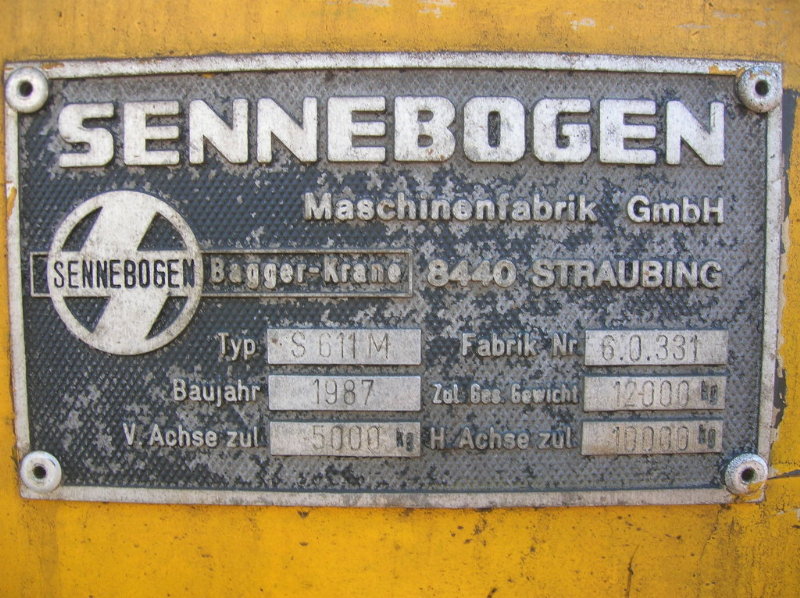 SENNEBOGEN
Maschinenfabrik GmbH
SENNEBOGEN Bagger-Krane 8440 STRAUBING
Typ S 611 M Fabrik Nr 6.0.331
Baujahr 1987 Zul. Ges. Gewicht 12000 kg
V. Achse zul 5000 kg H. Achse zul 10000 kg